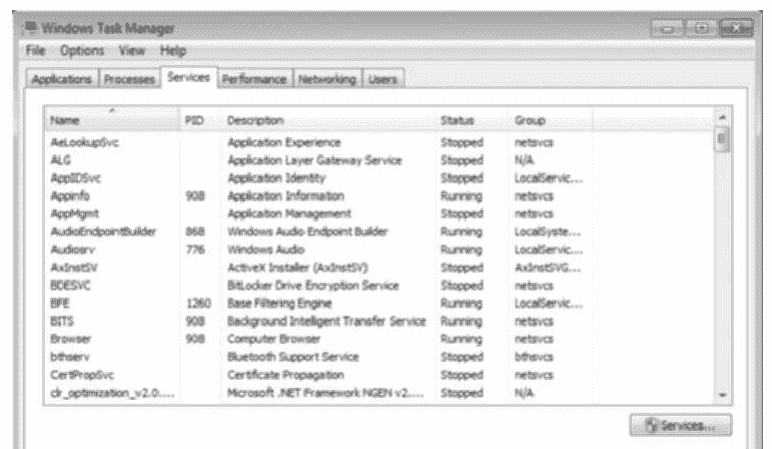 Windows Task Manager
File Options View Help
Applications Processes Services Performance Networking Users
Name PID Description Status Group
AeLookupSvc Application Experience Stopped netsvcs
ALG Application Layer Gateway Service Stopped N/A
AppIDSvc Application Identity Stopped LocalServic...
Appinfo 908 Application Information Running netsvcs
AppMgmt Application Management Stopped netsvcs
AudioEndpointBuilder 868 Windows Audio Endpoint Builder Running LocalSyste...
Audiosrv 776 Windows Audio Running LocalServic...
AxInstSV ActiveX Installer (AxInstSV) Stopped AxInstSVG...
BDESVC BitLocker Drive Encryption Service Stopped netsvcs
BFE 1260 Base Filtering Engine Running LocalServic...
BITS 908 Background Intelligent Transfer Service Running netsvcs
Browser 908 Computer Browser Running netsvcs
bthserv Bluetooth Support Service Stopped bthsvcs
CertPropSvc Certificate Propagation Stopped netsvcs
clr_optimization_v2.0.... Microsoft .NET Framework NGEN v2.... Stopped N/A
Services...